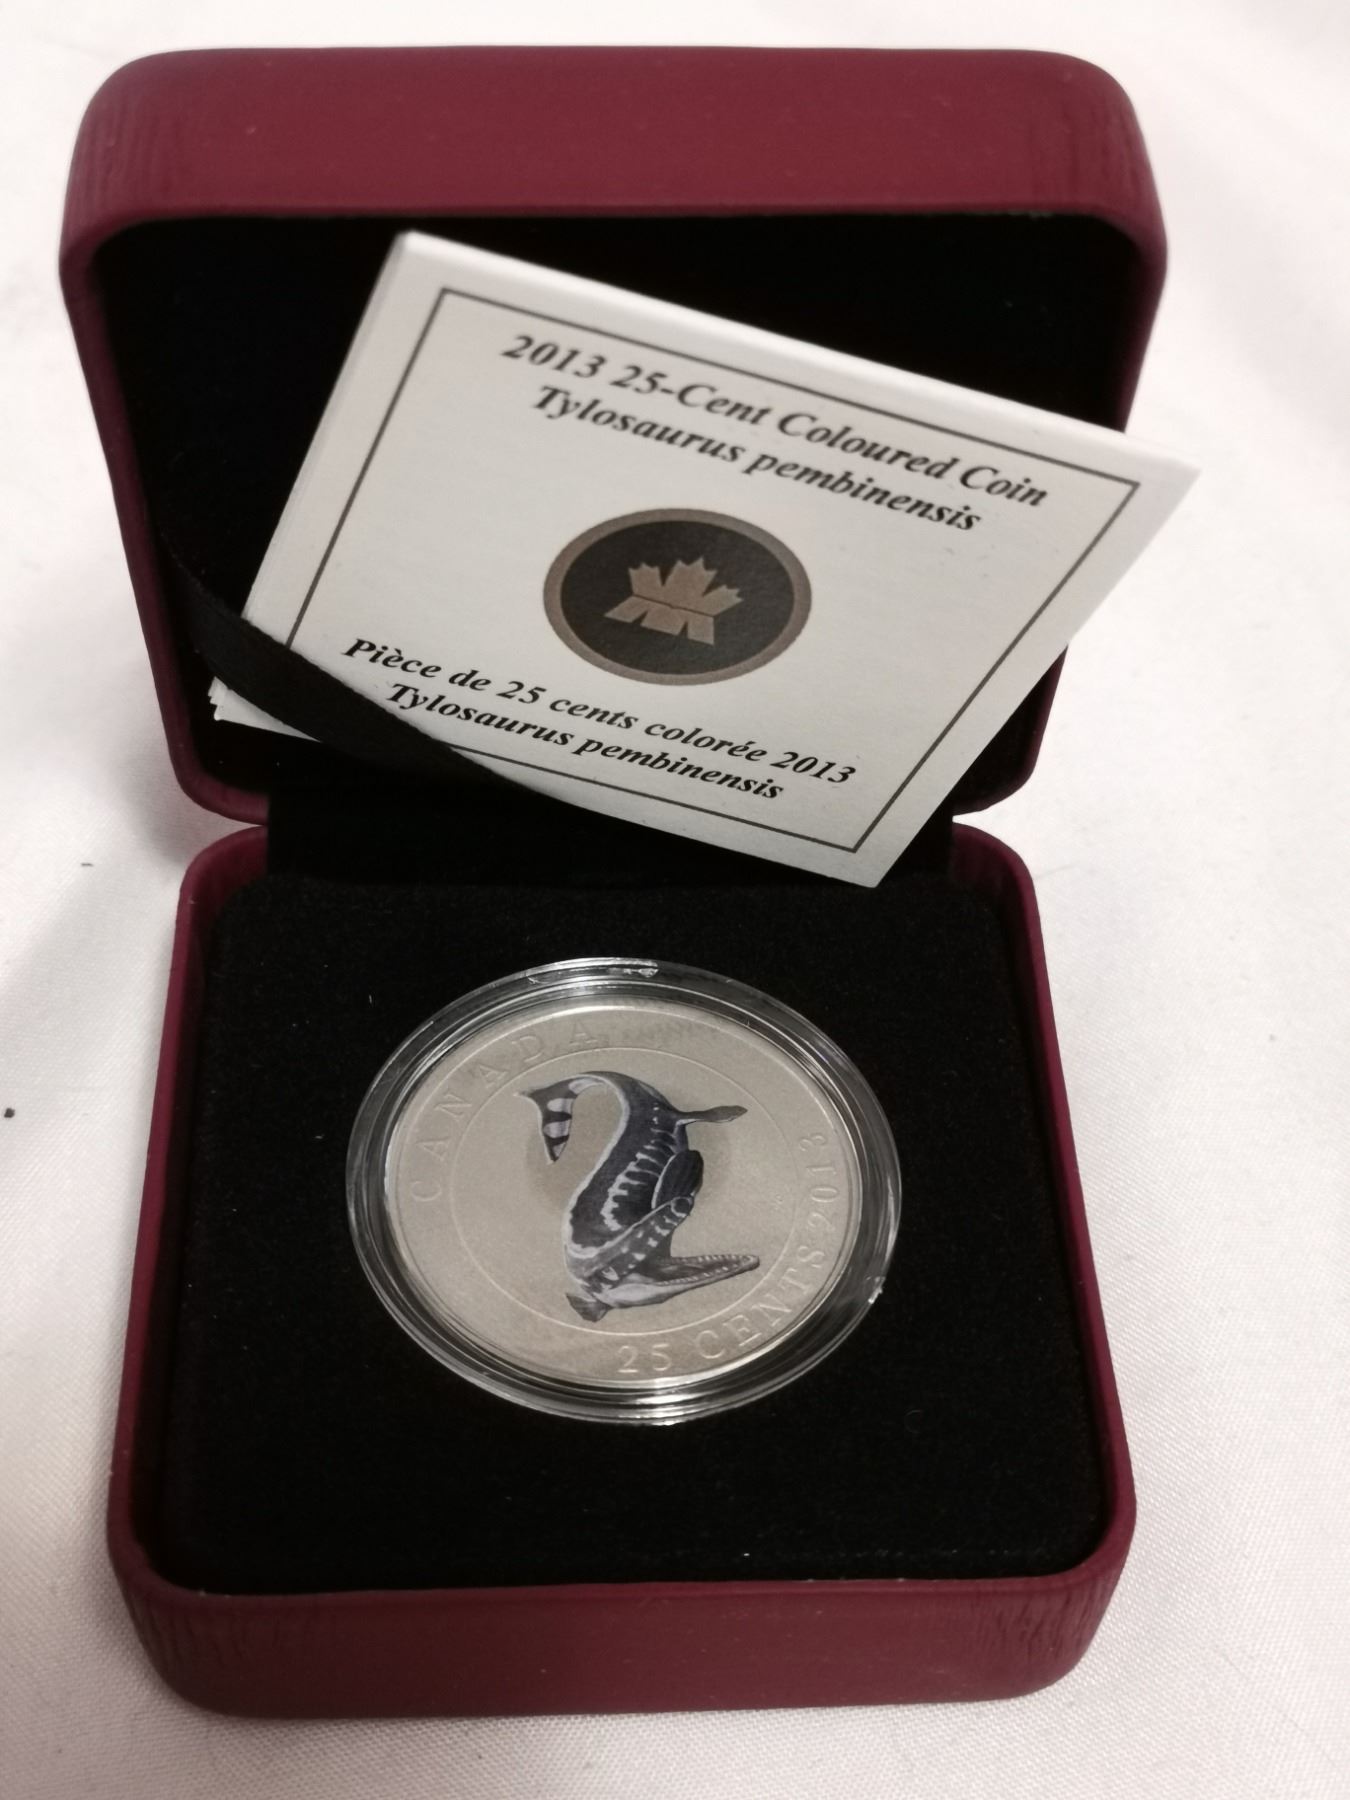 2013 25-Cent Coloured Coin
Tylosaurus pembinensis
Pièce de 25 cents colorée 2013
Tylosaurus pembinensis
CANADA
25 CENTS 2013